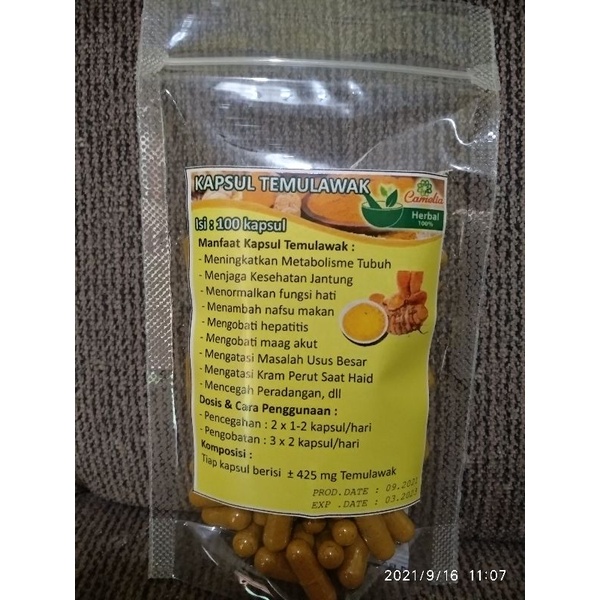 KAPSUL TEMULAWAK
Camelia
Herbal
100%
Isi : 100 kapsul
Manfaat Kapsul Temulawak :
- Meningkatkan Metabolisme Tubuh
- Menjaga Kesehatan Jantung
- Menormalkan fungsi hati
- Menambah nafsu makan
- Mengobati hepatitis
- Mengobati maag akut
- Mengatasi Masalah Usus Besar
- Mengatasi Kram Perut Saat Haid
- Mencegah Peradangan, dll
Dosis & Cara Penggunaan :
- Pencegahan : 2 x 1-2 kapsul/hari
- Pengobatan : 3 x 2 kapsul/hari
Komposisi :
Tiap kapsul berisi ± 425 mg Temulawak
PROD.DATE : 09.2021
EXP .DATE : 03.2023
2021/9/16 11:07